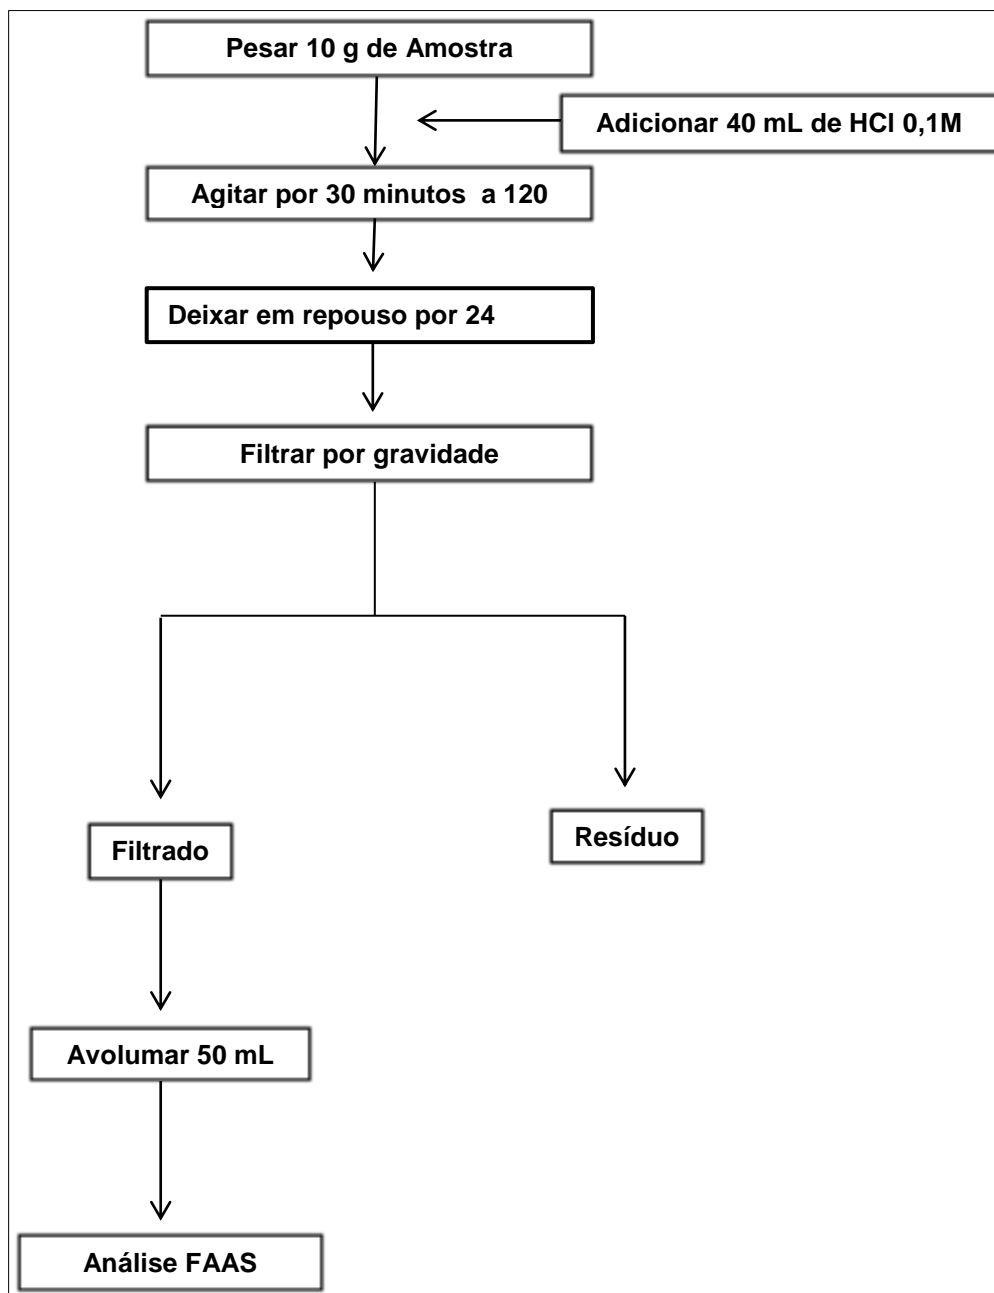 Pesar 10 g de Amostra
Adicionar 40 mL de HCl 0,1M
Agitar por 30 minutos a 120
Deixar em repouso por 24
Filtrar por gravidade
Filtrado
Resíduo
Avolumar 50 mL
Análise FAAS